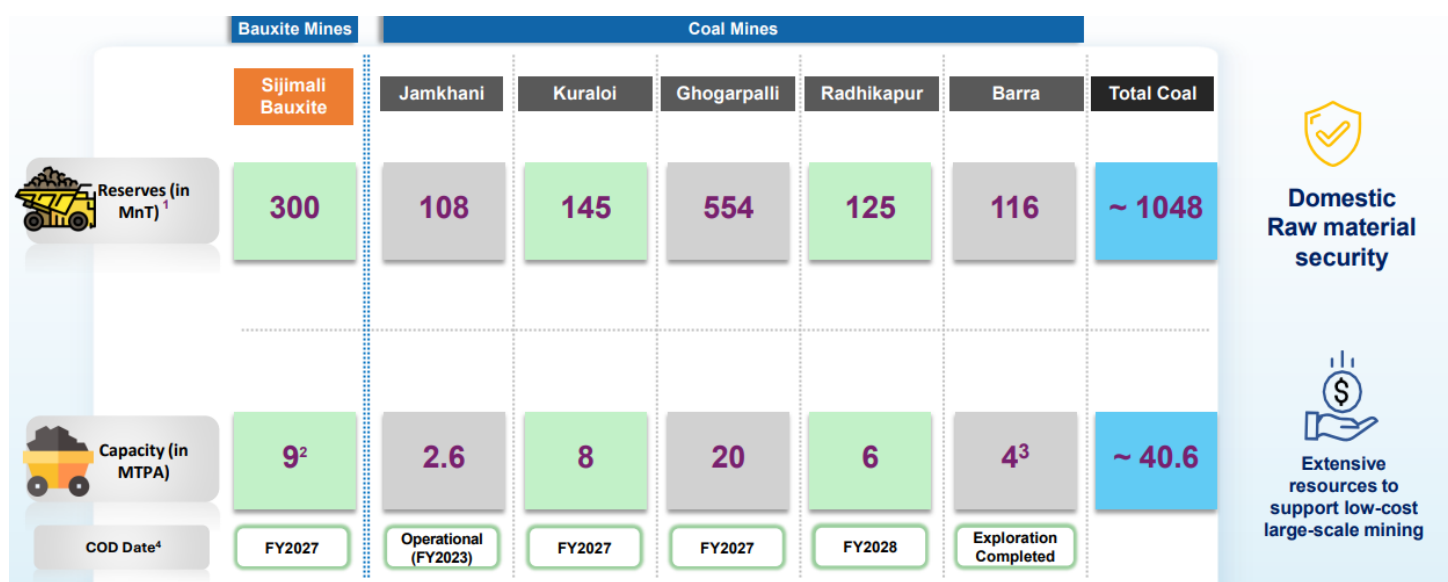 Bauxite Mines
Coal Mines
Sijimali
Bauxite
Jamkhani
Kuraloi
Ghogarpalli
Radhikapur
Barra
Total Coal
Reserves (in
MnT) ¹
300
108
145
554
125
116
~ 1048
Domestic
Raw material
security
Capacity (in
MTPA)
9²
2.6
8
20
6
4³
~ 40.6
$
Extensive
resources to
support low-cost
large-scale mining
COD Date⁴
FY2027
Operational
(FY2023)
FY2027
FY2027
FY2028
Exploration
Completed